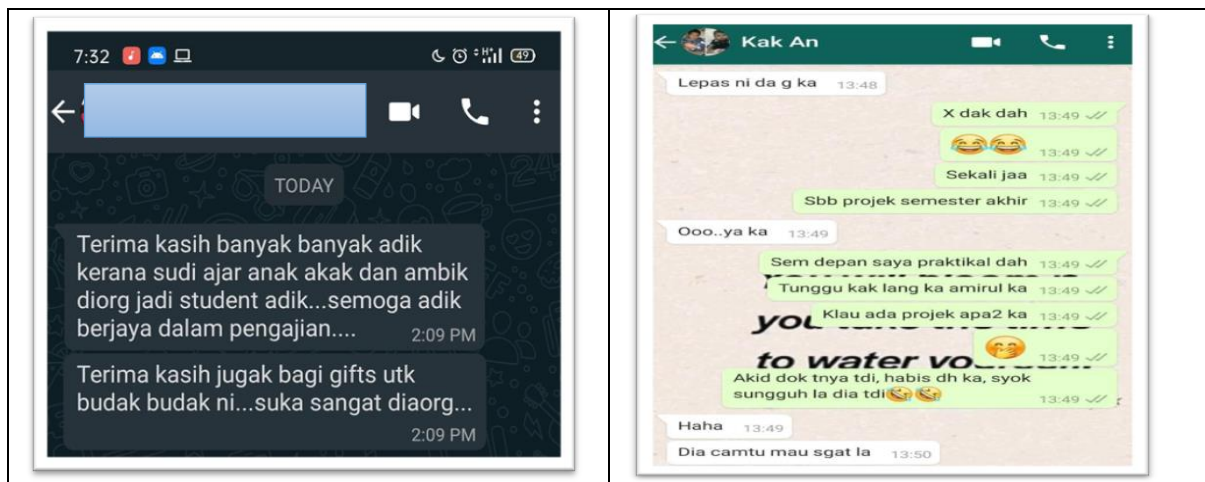 7:32
49
TODAY
Terima kasih banyak banyak adik
kerana sudi ajar anak akak dan ambik
diorg jadi student adik...semoga adik
berjaya dalam pengajian.... 2:09 PM
Terima kasih jugak bagi gifts utk
budak budak ni...suka sangat diaorg...
2:09 PM
Kak An
Lepas ni da g ka 13:48
X dak dah 13:49
😂😂 13:49
Sekali jaa 13:49
Sbb projek semester akhir 13:49
Ooo..ya ka 13:49
Sem depan saya praktikal dah 13:49
Tunggu kak lang ka amirul ka 13:49
Klau ada projek apa2 ka 13:49
to water
13:49
Akid dok tnya tdi, habis dh ka, syok
sungguh la dia tdi 13:49
Haha 13:49
Dia camtu mau sgat la 13:50